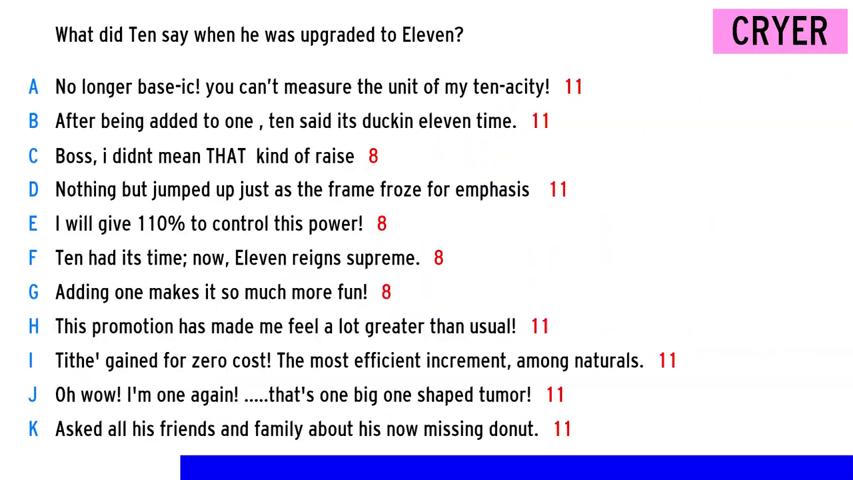 What did Ten say when he was upgraded to Eleven?
CRYER
A No longer base-ic! you can't measure the unit of my ten-acity! 11
B After being added to one , ten said its duckin eleven time. 11
C Boss, i didnt mean THAT kind of raise 8
D Nothing but jumped up just as the frame froze for emphasis 11
E I will give 110% to control this power! 8
F Ten had its time; now, Eleven reigns supreme. 8
G Adding one makes it so much more fun! 8
H This promotion has made me feel a lot greater than usual! 11
I Tithe' gained for zero cost! The most efficient increment, among naturals. 11
J Oh wow! I'm one again! .....that's one big one shaped tumor! 11
K Asked all his friends and family about his now missing donut. 11